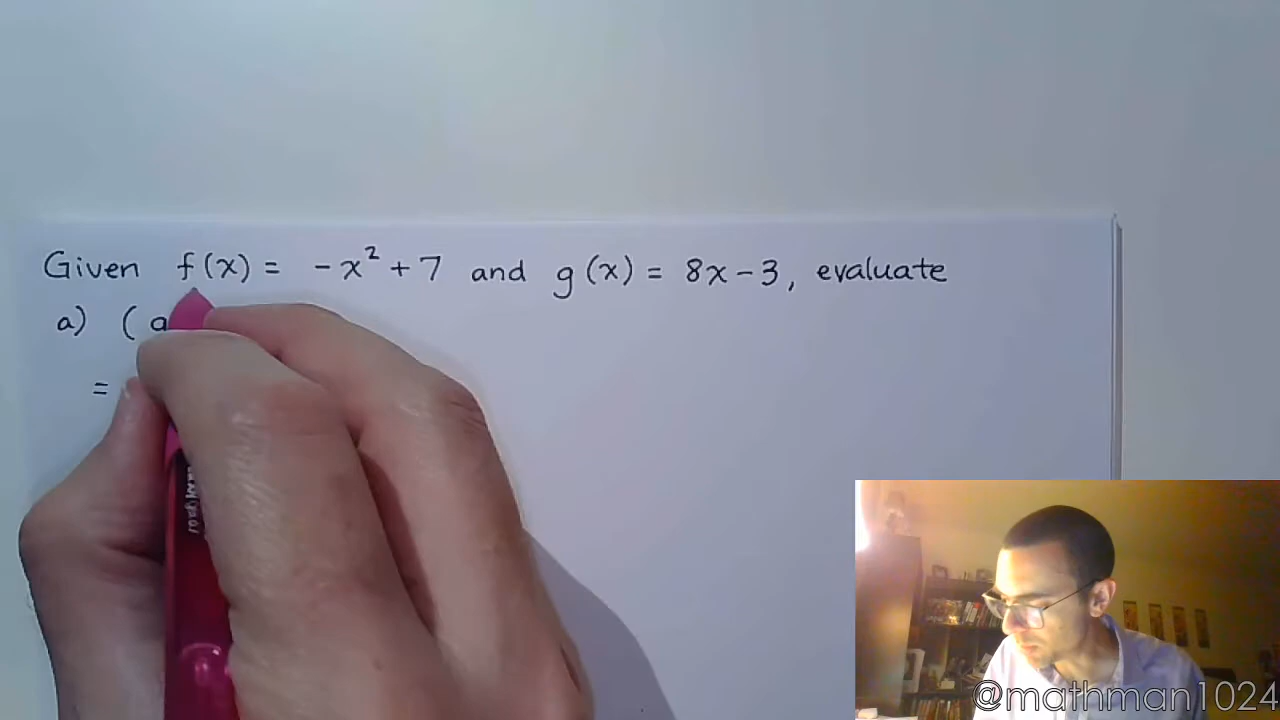 Given f(x) = -x² + 7 and g(x) = 8x - 3, evaluate
a) (
=
@mathman1024